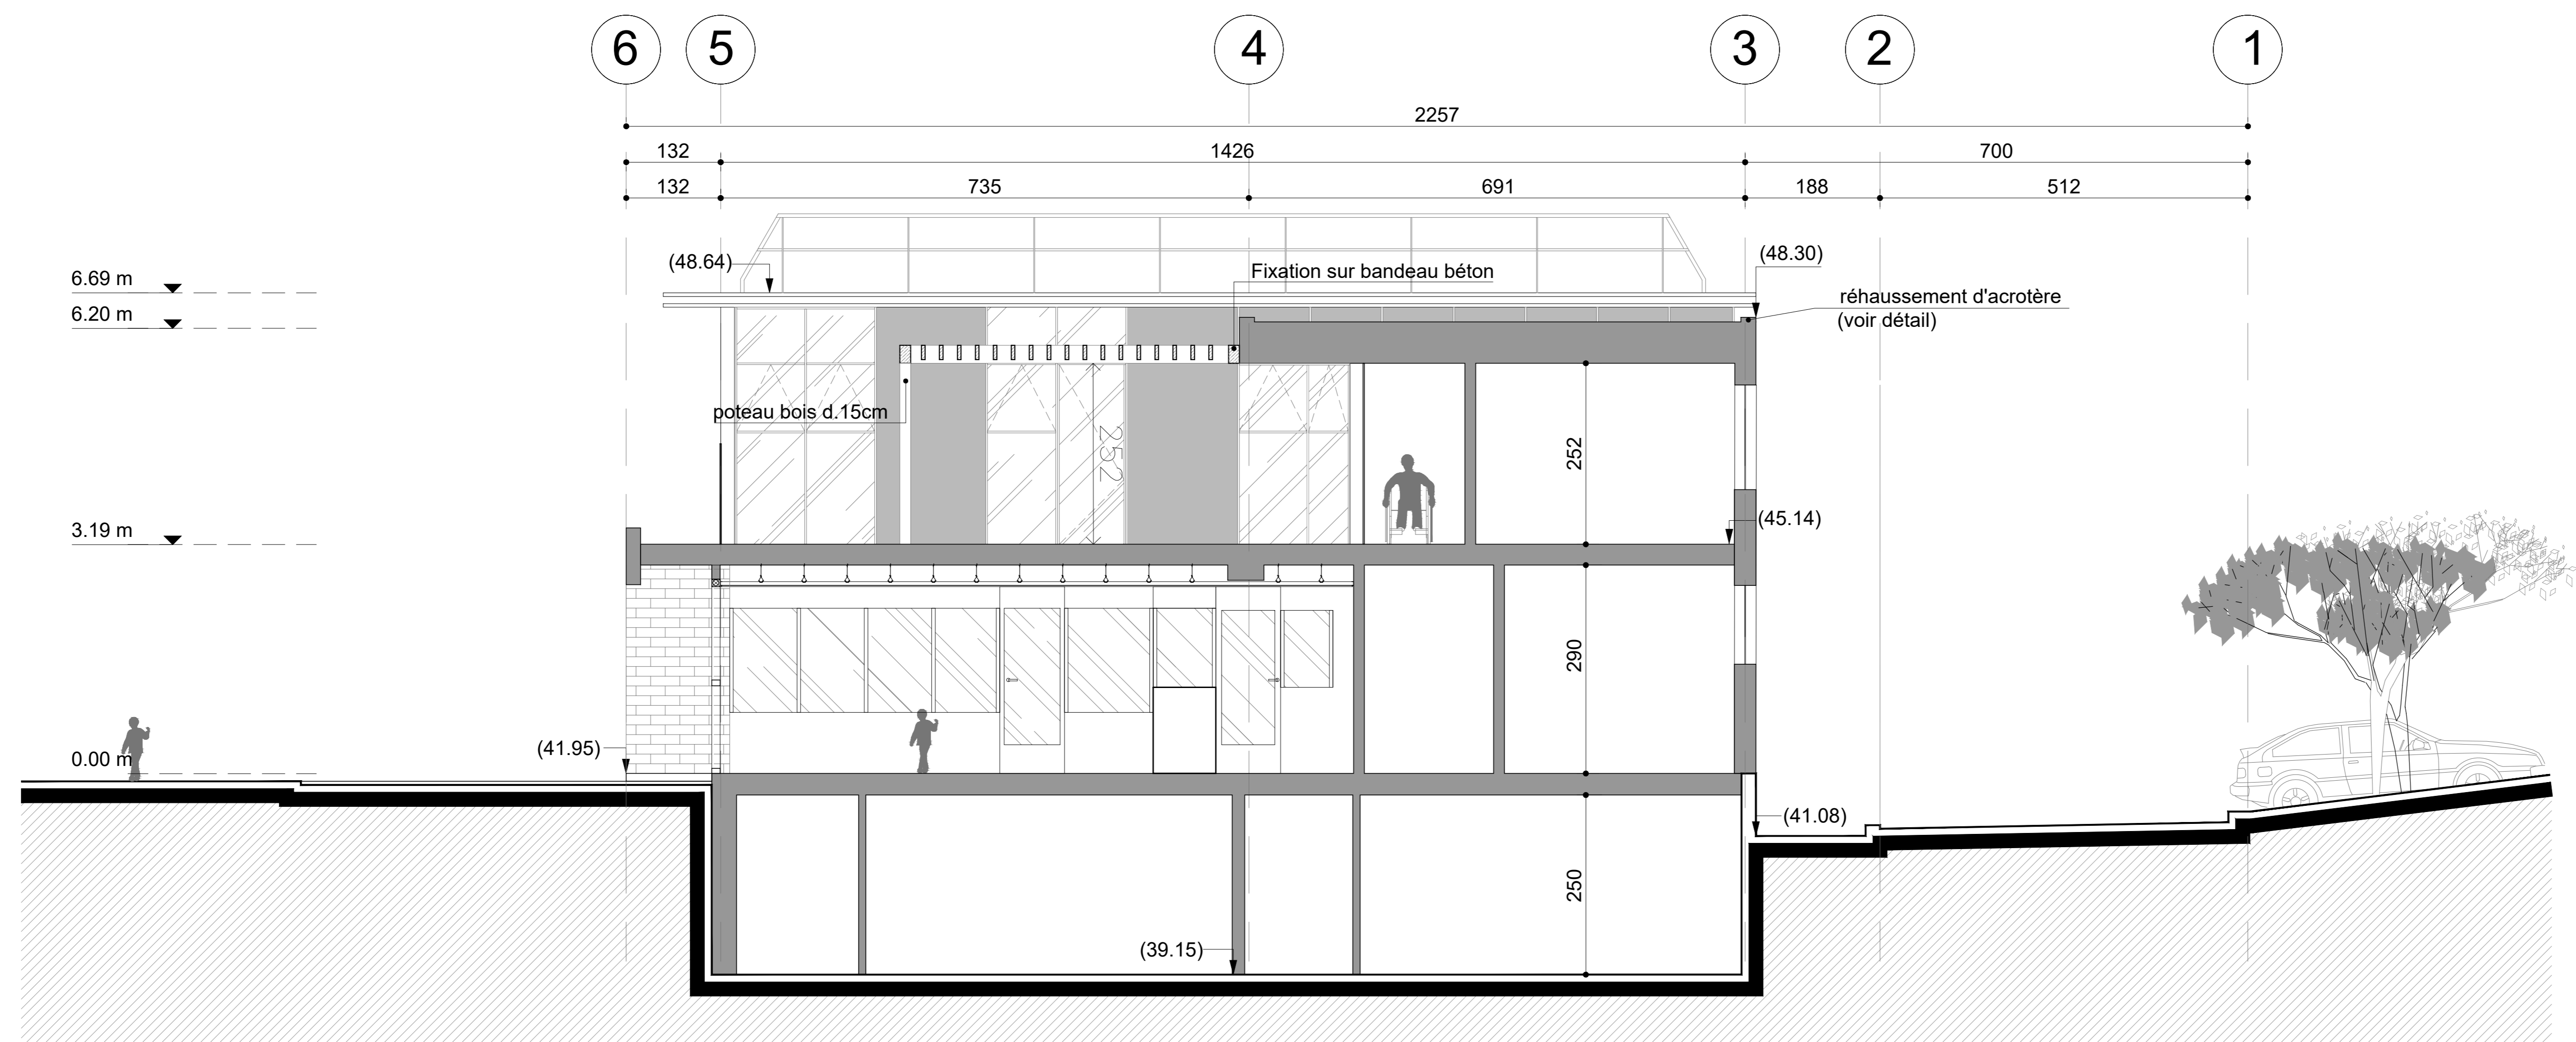 6 5 4 3 2 1
2257
132 1426 700
132 735 691 188 512
(48.64) (48.30)
Fixation sur bandeau béton
6.69 m
réhaussement d'acrotère
6.20 m
(voir détail)
poteau bois d.15cm
252 252
(45.14)
3.19 m
290
(41.95)
0.00 m
(41.08)
250
(39.15)